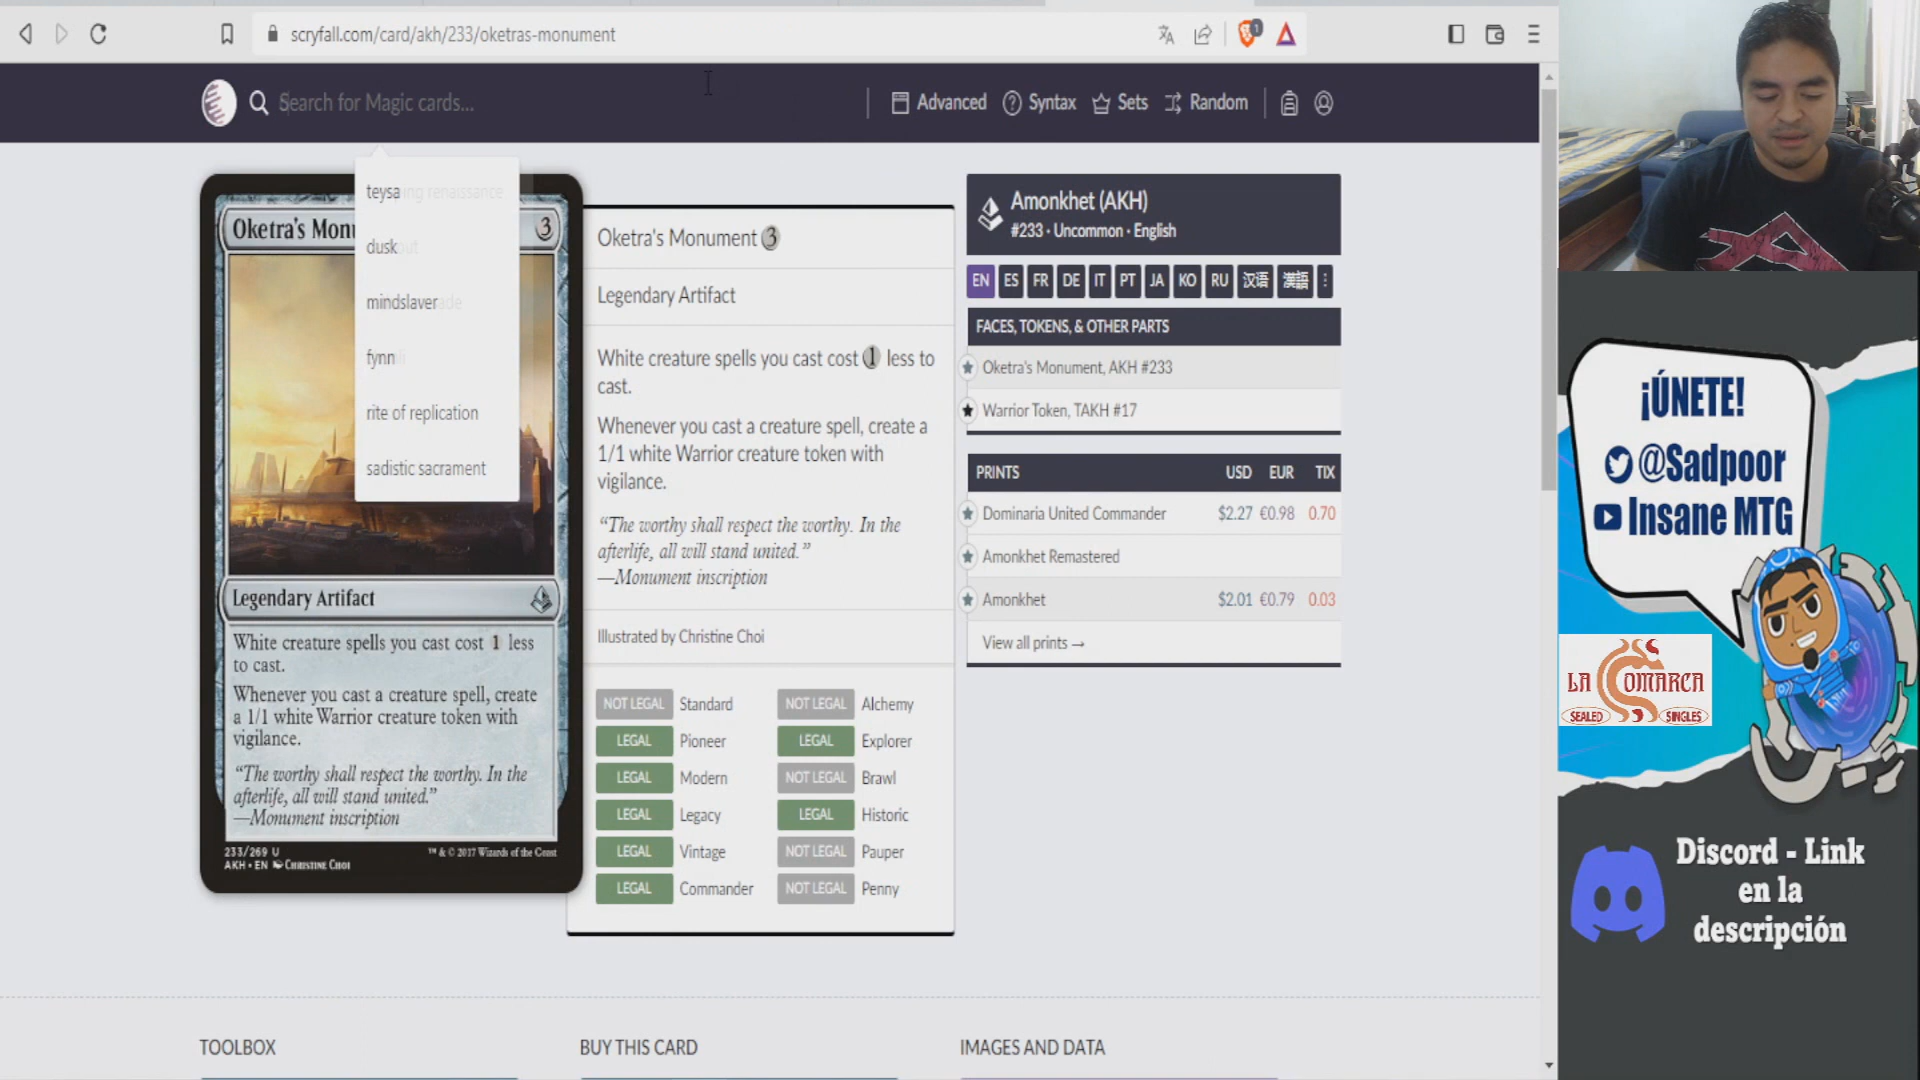 scryfall.com/card/akh/233/oketras-monument
1
Search for Magic cards...
Advanced
Syntax
Sets
Random
teysa
dusk
mindslaver
fynn
rite of replication
sadistic sacrament
Oketra's Monu
3
Legendary Artifact
White creature spells you cast cost 1 less
to cast.
Whenever you cast a creature spell, create
a 1/1 white Warrior creature token with
vigilance.
"The worthy shall respect the worthy. In the
afterlife, all will stand united."
—Monument inscription
233/269 U
AKH • EN CHRISTINE CHOI
™ & © 2017 Wizards of the Coast
Oketra's Monument 3
Legendary Artifact
White creature spells you cast cost 1 less to
cast.
Whenever you cast a creature spell, create a
1/1 white Warrior creature token with
vigilance.
"The worthy shall respect the worthy. In the
afterlife, all will stand united."
—Monument inscription
Illustrated by Christine Choi
NOT LEGAL Standard NOT LEGAL Alchemy
LEGAL Pioneer LEGAL Explorer
LEGAL Modern NOT LEGAL Brawl
LEGAL Legacy LEGAL Historic
LEGAL Vintage NOT LEGAL Pauper
LEGAL Commander NOT LEGAL Penny
Amonkhet (AKH)
#233 · Uncommon · English
EN ES FR DE IT PT JA KO RU 汉语 漢語
FACES, TOKENS, & OTHER PARTS
Oketra's Monument, AKH #233
Warrior Token, TAKH #17
PRINTS USD EUR TIX
Dominaria United Commander $2.27 €0.98 0.70
Amonkhet Remastered
Amonkhet $2.01 €0.79 0.03
View all prints →
TOOLBOX
BUY THIS CARD
IMAGES AND DATA
¡ÚNETE!
@Sadpoor
Insane MTG
LA COMARCA
SEALED SINGLES
Discord - Link
en la
descripción